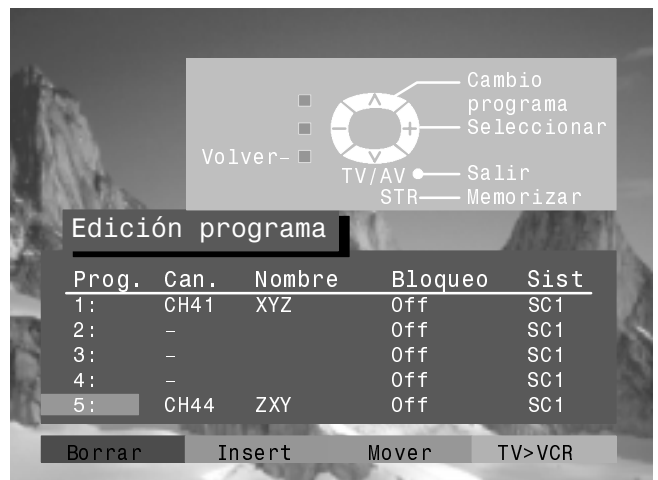 Cambio
programa
Seleccionar
Volver-
TV/AV
Salir
STR
Memorizar
Edición programa
Prog. Can. Nombre Bloqueo Sist
1: CH41 XYZ Off SC1
2: - Off SC1
3: - Off SC1
4: - Off SC1
5: CH44 ZXY Off SC1
Borrar Insert Mover TV>VCR